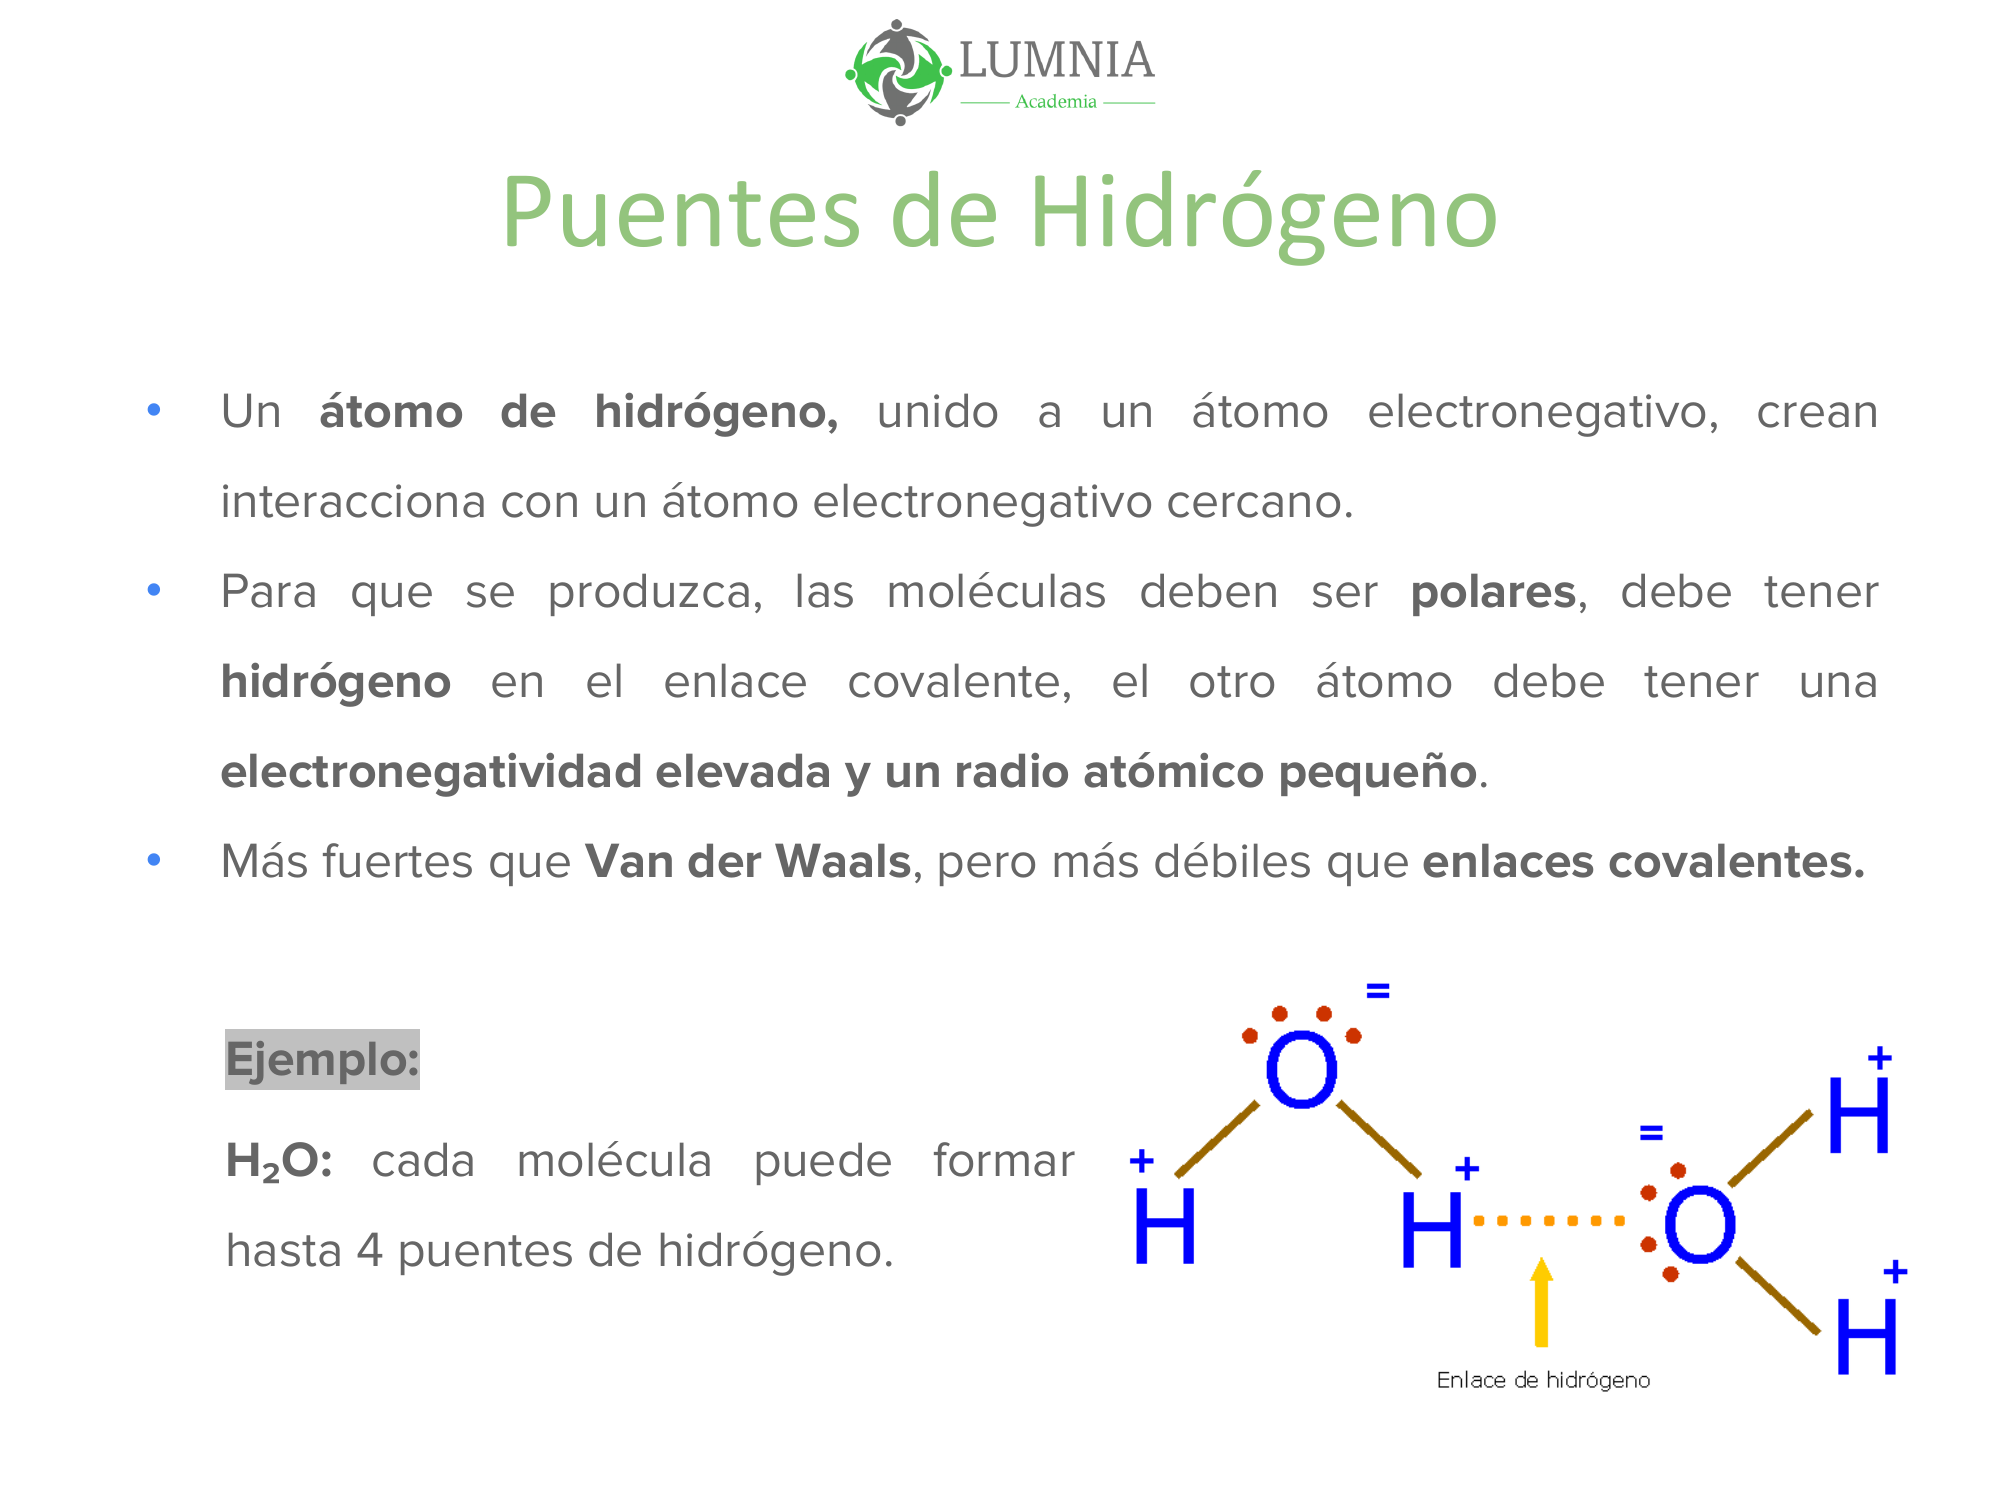 LUMNIA
Academia
Puentes de Hidrógeno
• Un átomo de hidrógeno, unido a un átomo electronegativo, crean
interacciona con un átomo electronegativo cercano.
• Para que se produzca, las moléculas deben ser polares, debe tener
hidrógeno en el enlace covalente, el otro átomo debe tener una
electronegatividad elevada y un radio atómico pequeño.
• Más fuertes que Van der Waals, pero más débiles que enlaces covalentes.
Ejemplo:
H₂O: cada molécula puede formar
hasta 4 puentes de hidrógeno.
=
O
+
H
+
H
=
O
+
H
+
H
Enlace de hidrógeno